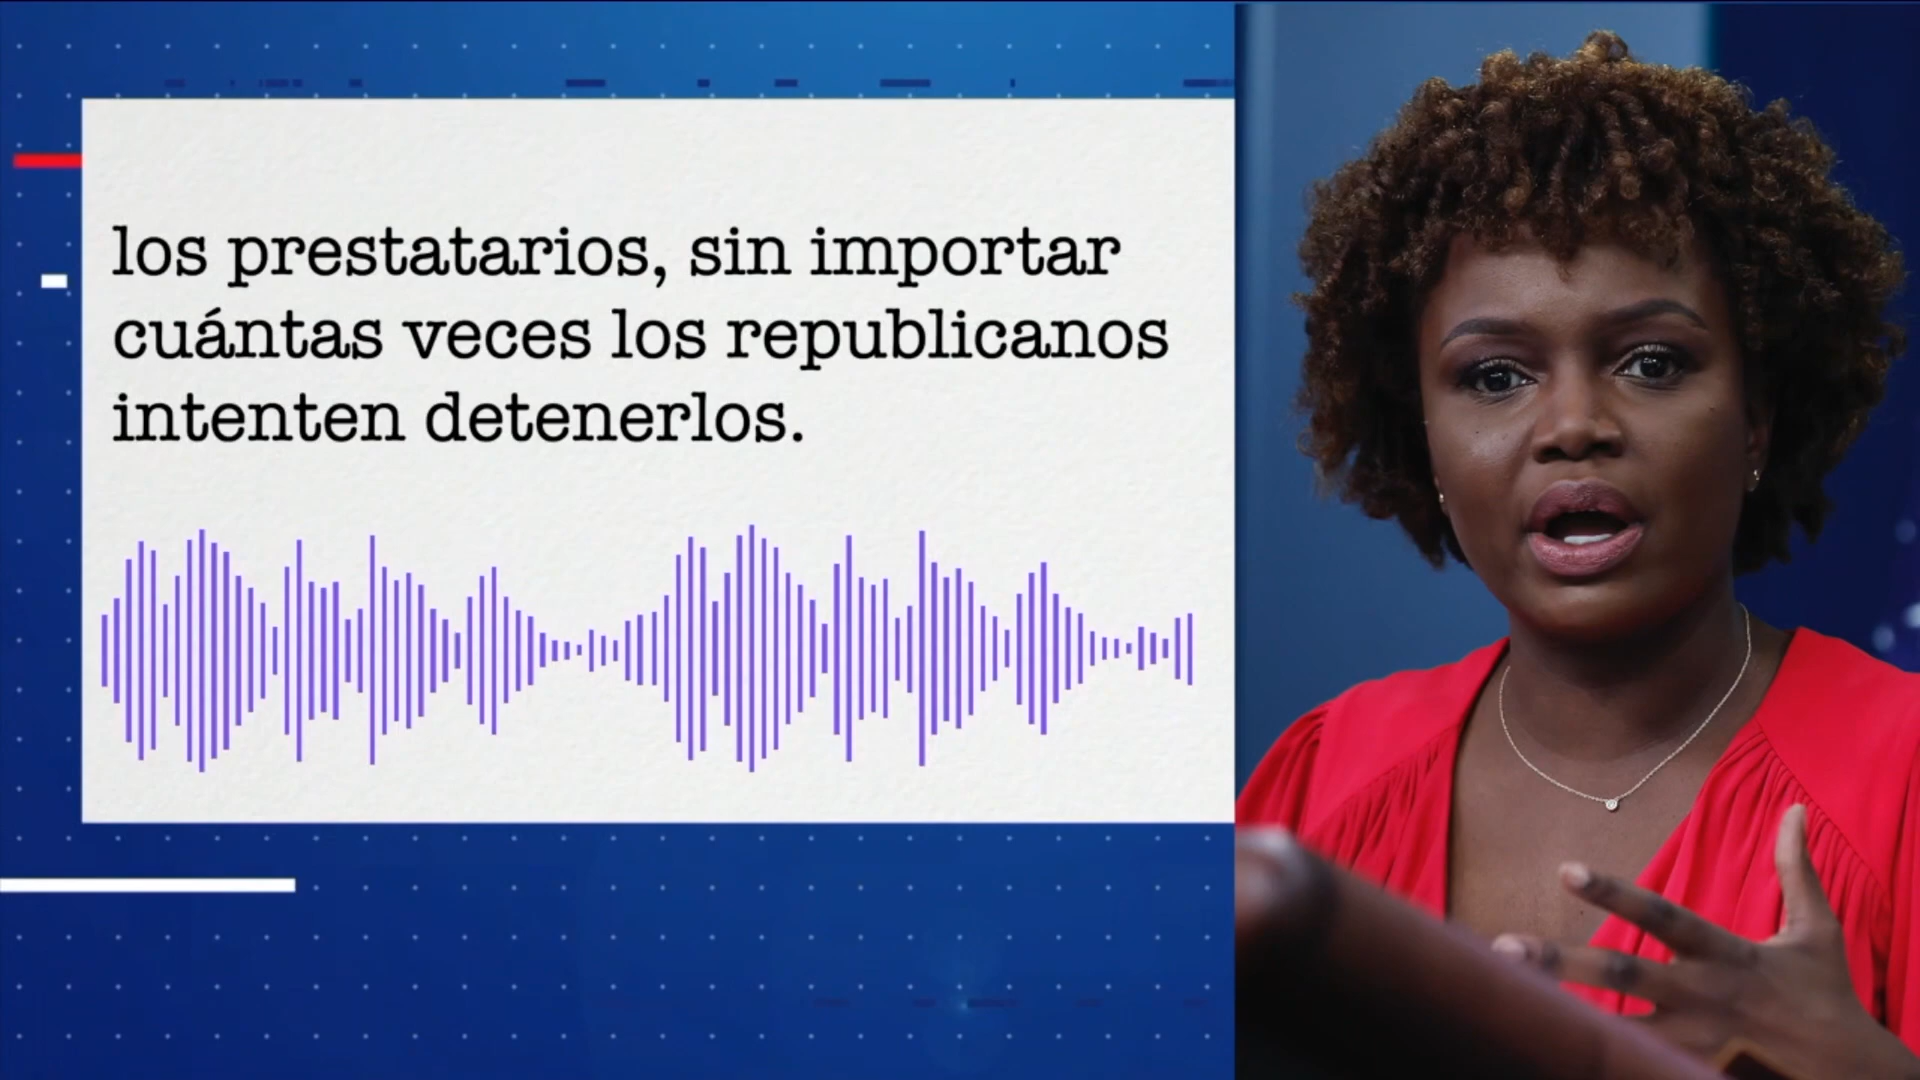 los prestatarios, sin importar
cuántas veces los republicanos
intenten detenerlos.